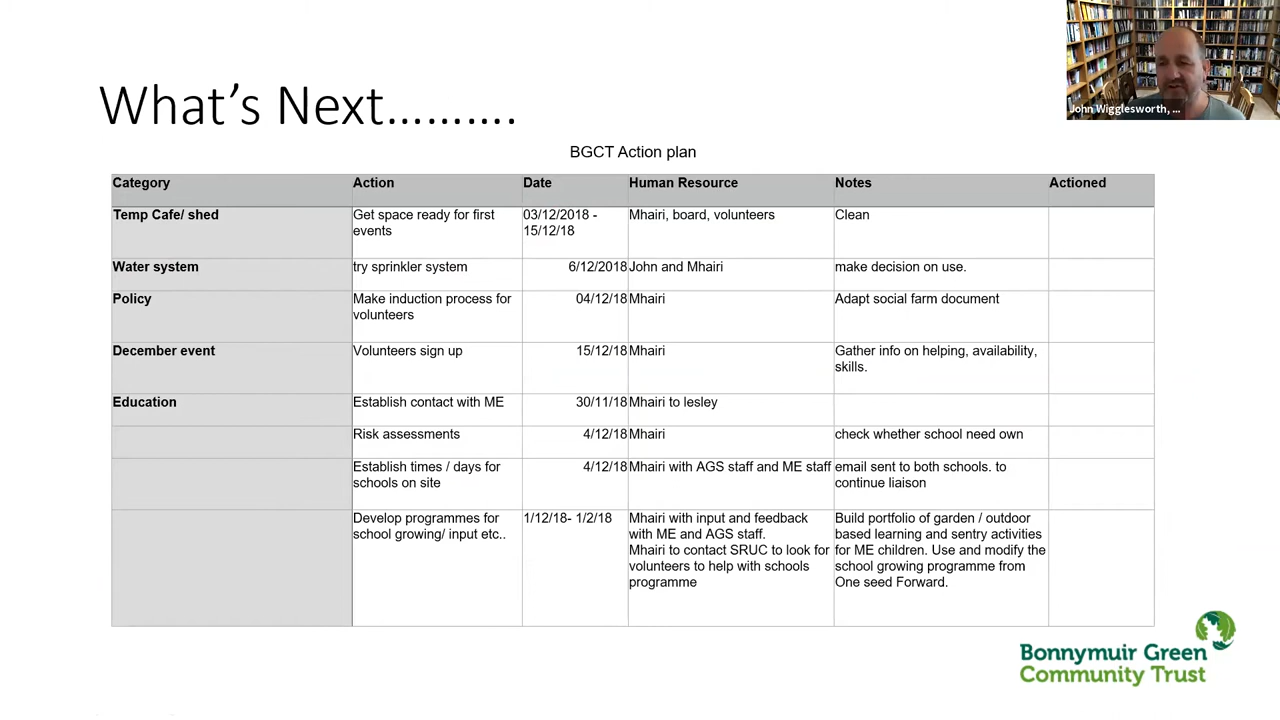 What's Next……….
John Wigglesworth, ...
BGCT Action plan
Category Action Date Human Resource Notes Actioned
Temp Cafe/ shed Get space ready for first 03/12/2018 - Mhairi, board, volunteers Clean
events 15/12/18
Water system try sprinkler system 6/12/2018 John and Mhairi make decision on use.
Policy Make induction process for 04/12/18 Mhairi Adapt social farm document
volunteers
December event Volunteers sign up 15/12/18 Mhairi Gather info on helping, availability,
skills.
Education Establish contact with ME 30/11/18 Mhairi to lesley
Risk assessments 4/12/18 Mhairi check whether school need own
Establish times / days for 4/12/18 Mhairi with AGS staff and ME staff email sent to both schools. to
schools on site continue liaison
Develop programmes for 1/12/18- 1/2/18 Mhairi with input and feedback Build portfolio of garden / outdoor
school growing/ input etc.. with ME and AGS staff. based learning and sentry activities
Mhairi to contact SRUC to look for for ME children. Use and modify the
volunteers to help with schools school growing programme from
programme One seed Forward.
Bonnymuir Green
Community Trust